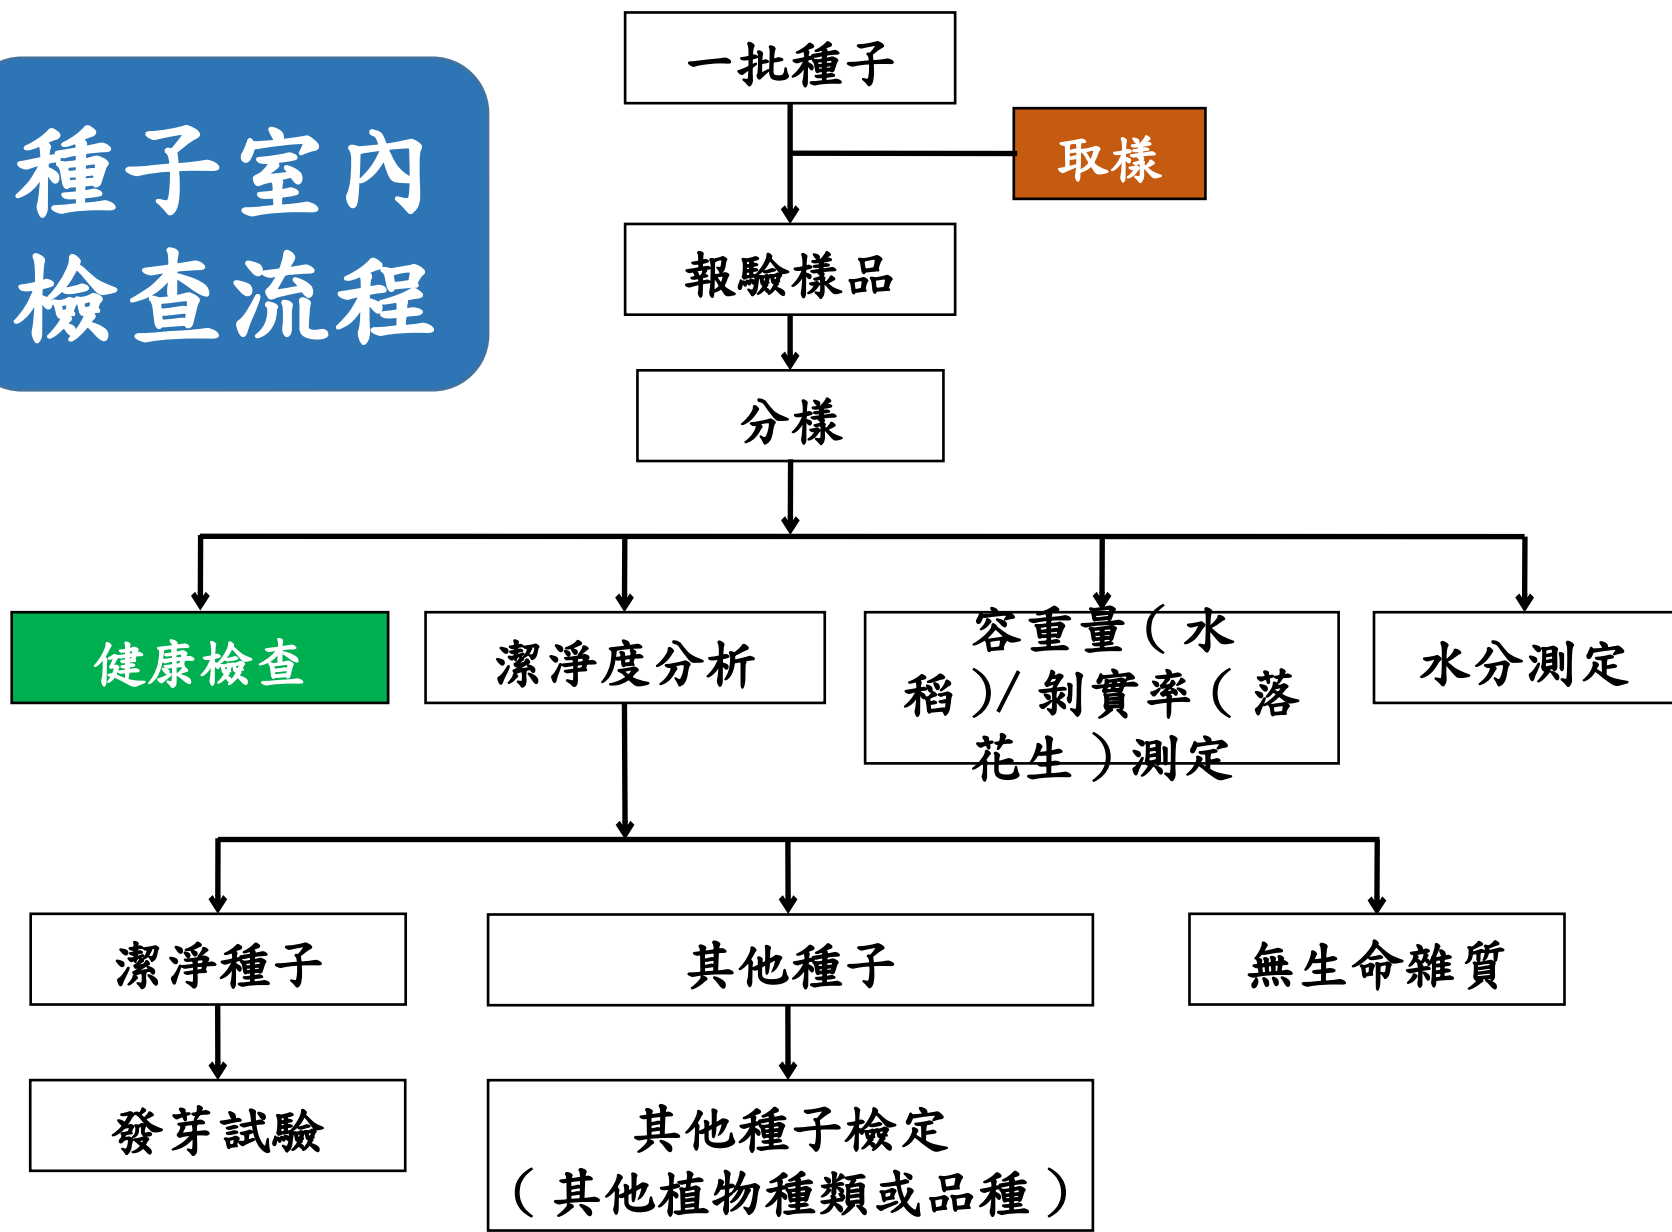 種子室內
檢查流程
一批種子
取樣
報驗樣品
分樣
健康檢查
潔淨度分析
容重量(水
稻)/剝實率(落
花生)測定
水分測定
潔淨種子
其他種子
無生命雜質
發芽試驗
其他種子檢定
(其他植物種類或品種)